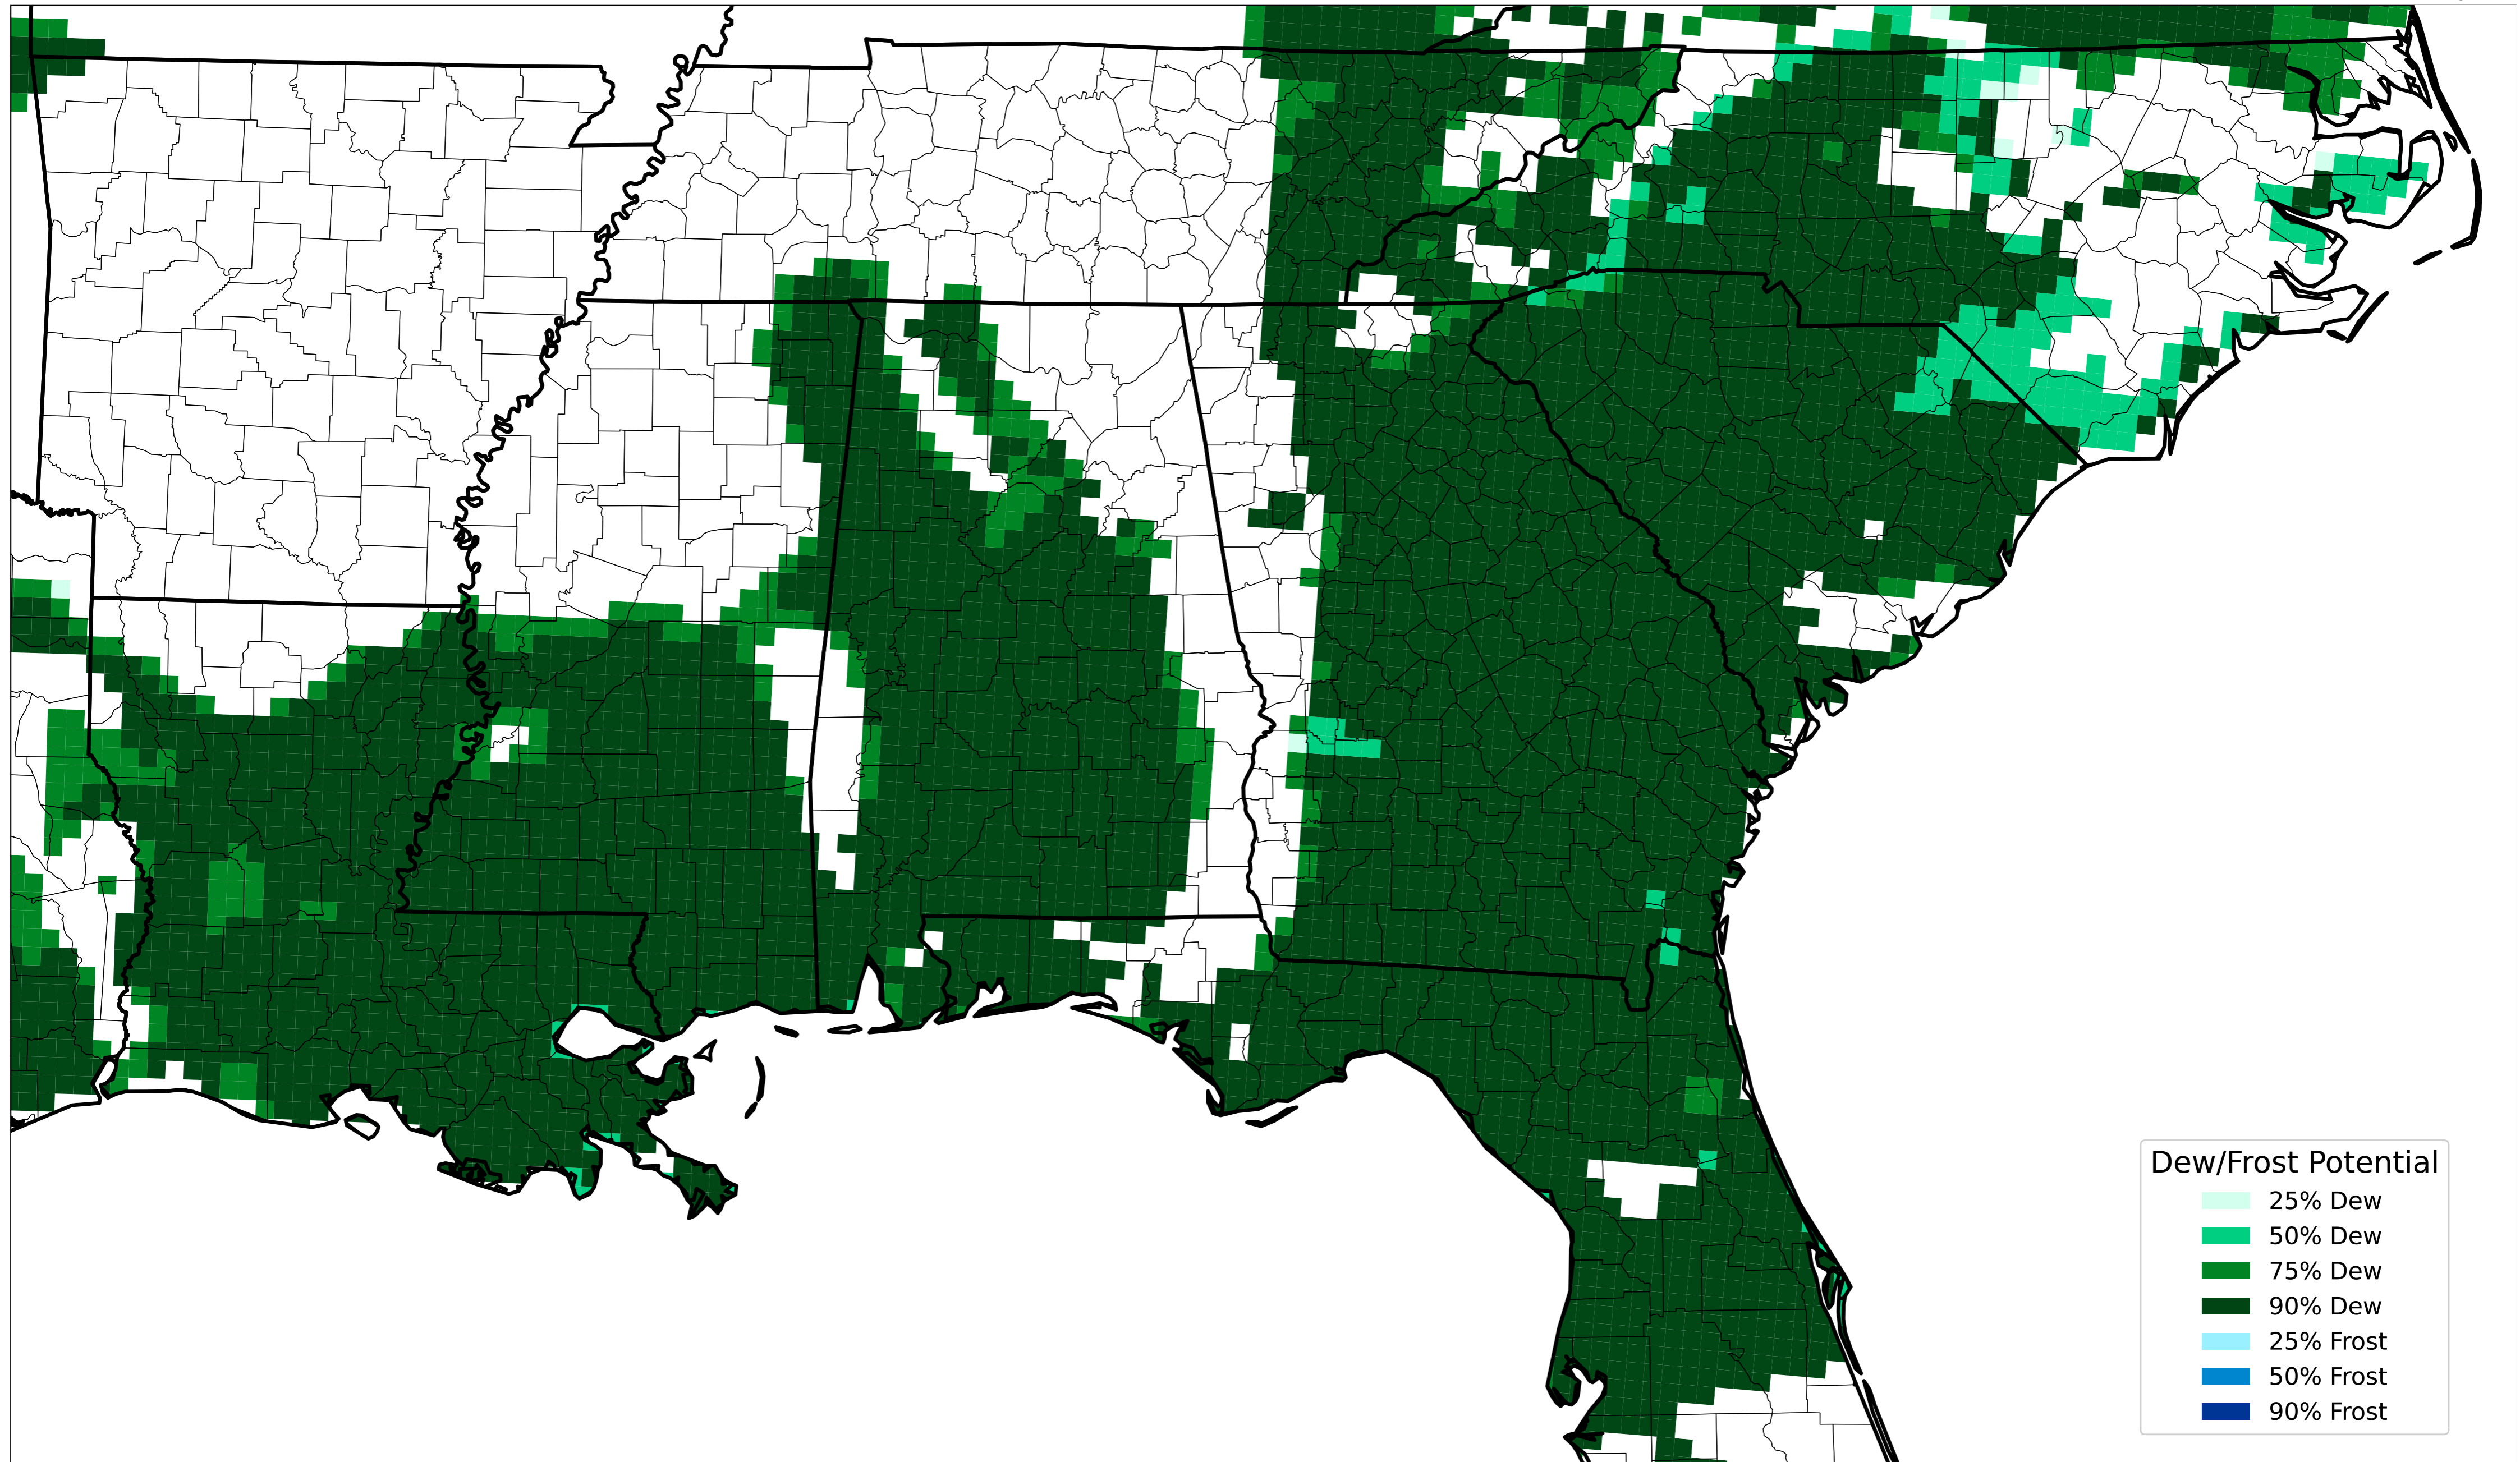 Dew/Frost Potential
25% Dew
50% Dew
75% Dew
90% Dew
25% Frost
50% Frost
90% Frost